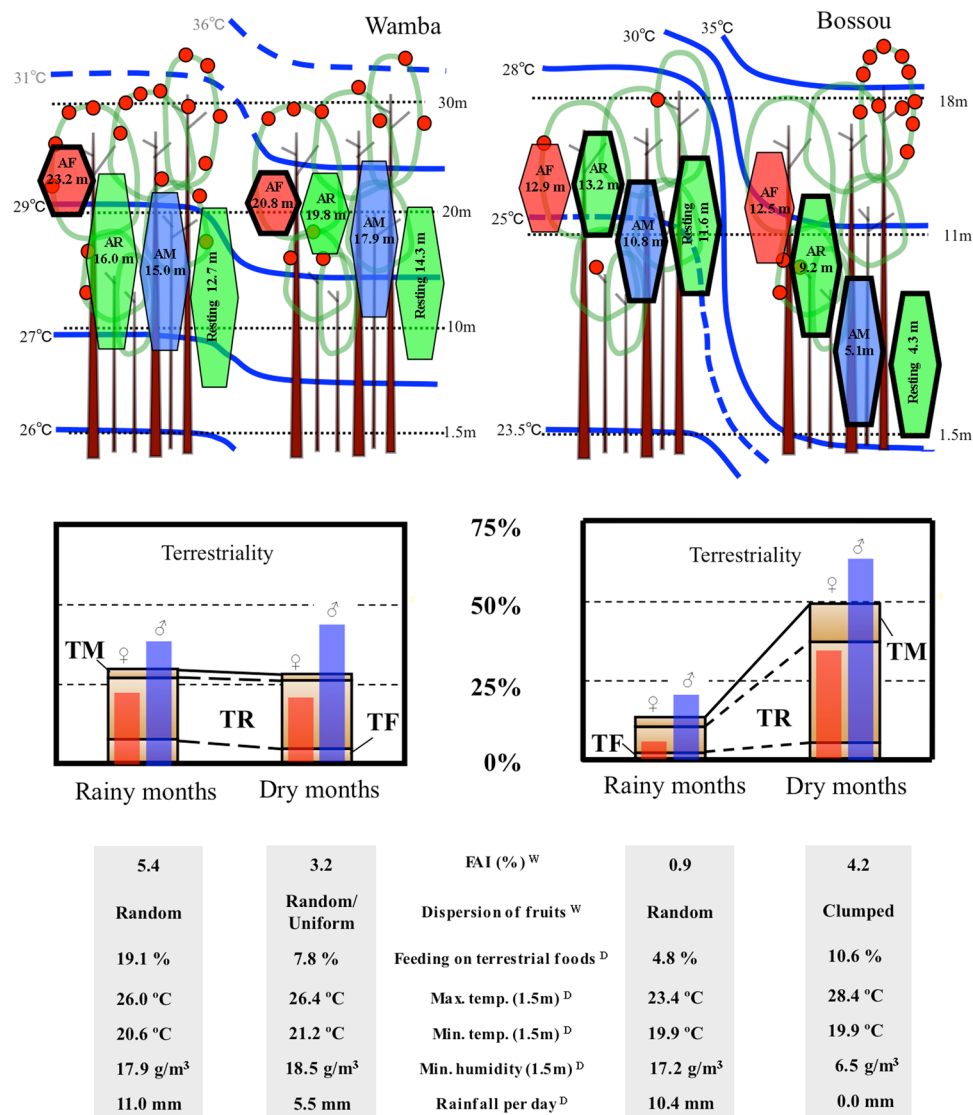 Wamba
36℃
31℃
30m
AF
23.2 m
AF
20.8 m
AR
19.8 m
29℃
20m
AR
16.0 m
AM
15.0 m
Resting 12.7 m
AM
17.9 m
Resting 14.3 m
10m
27℃
26℃
1.5m
Bossou
35℃
30℃
28℃
18m
AF
12.9 m
AR
13.2 m
AM
10.8 m
Resting 11.6 m
AF
12.5 m
25℃
11m
AR
9.2 m
AM
5.1m
Resting 4.3 m
23.5℃
1.5m
75%
50%
25%
0%
Terrestriality
♀
♂
♀
♂
TM
TR
TF
Rainy months
Dry months
Terrestriality
♀
♂
♀
♂
TM
TR
TF
Rainy months
Dry months
5.4 3.2 FAI (%) W 0.9 4.2
Random Random/ Uniform Dispersion of fruits W Random Clumped
19.1 % 7.8 % Feeding on terrestrial foods D 4.8 % 10.6 %
26.0 ºC 26.4 ºC Max. temp. (1.5m) D 23.4 ºC 28.4 ºC
20.6 ºC 21.2 ºC Min. temp. (1.5m) D 19.9 ºC 19.9 ºC
17.9 g/m³ 18.5 g/m³ Min. humidity (1.5m) D 17.2 g/m³ 6.5 g/m³
11.0 mm 5.5 mm Rainfall per day D 10.4 mm 0.0 mm